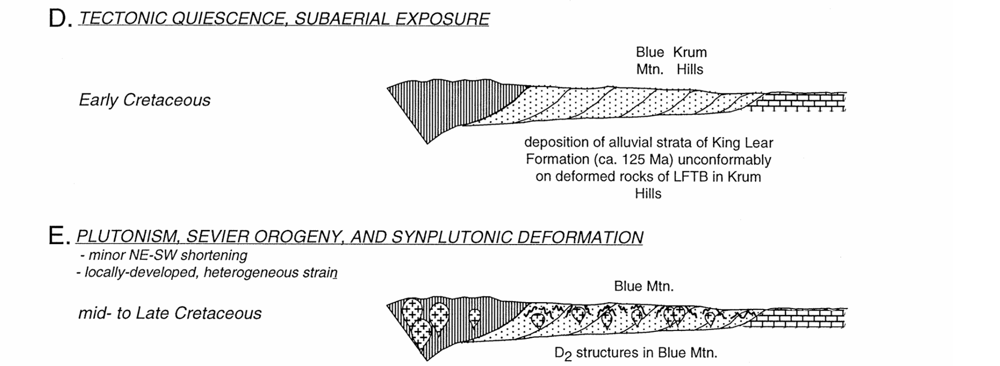 D. TECTONIC QUIESCENCE, SUBAERIAL EXPOSURE
Blue Krum
Mtn. Hills
Early Cretaceous
deposition of alluvial strata of King Lear
Formation (ca. 125 Ma) unconformably
on deformed rocks of LFTB in Krum
Hills
E. PLUTONISM, SEVIER OROGENY, AND SYNPLUTONIC DEFORMATION
- minor NE-SW shortening
- locally-developed, heterogeneous strain
Blue Mtn.
mid- to Late Cretaceous
D2 structures in Blue Mtn.